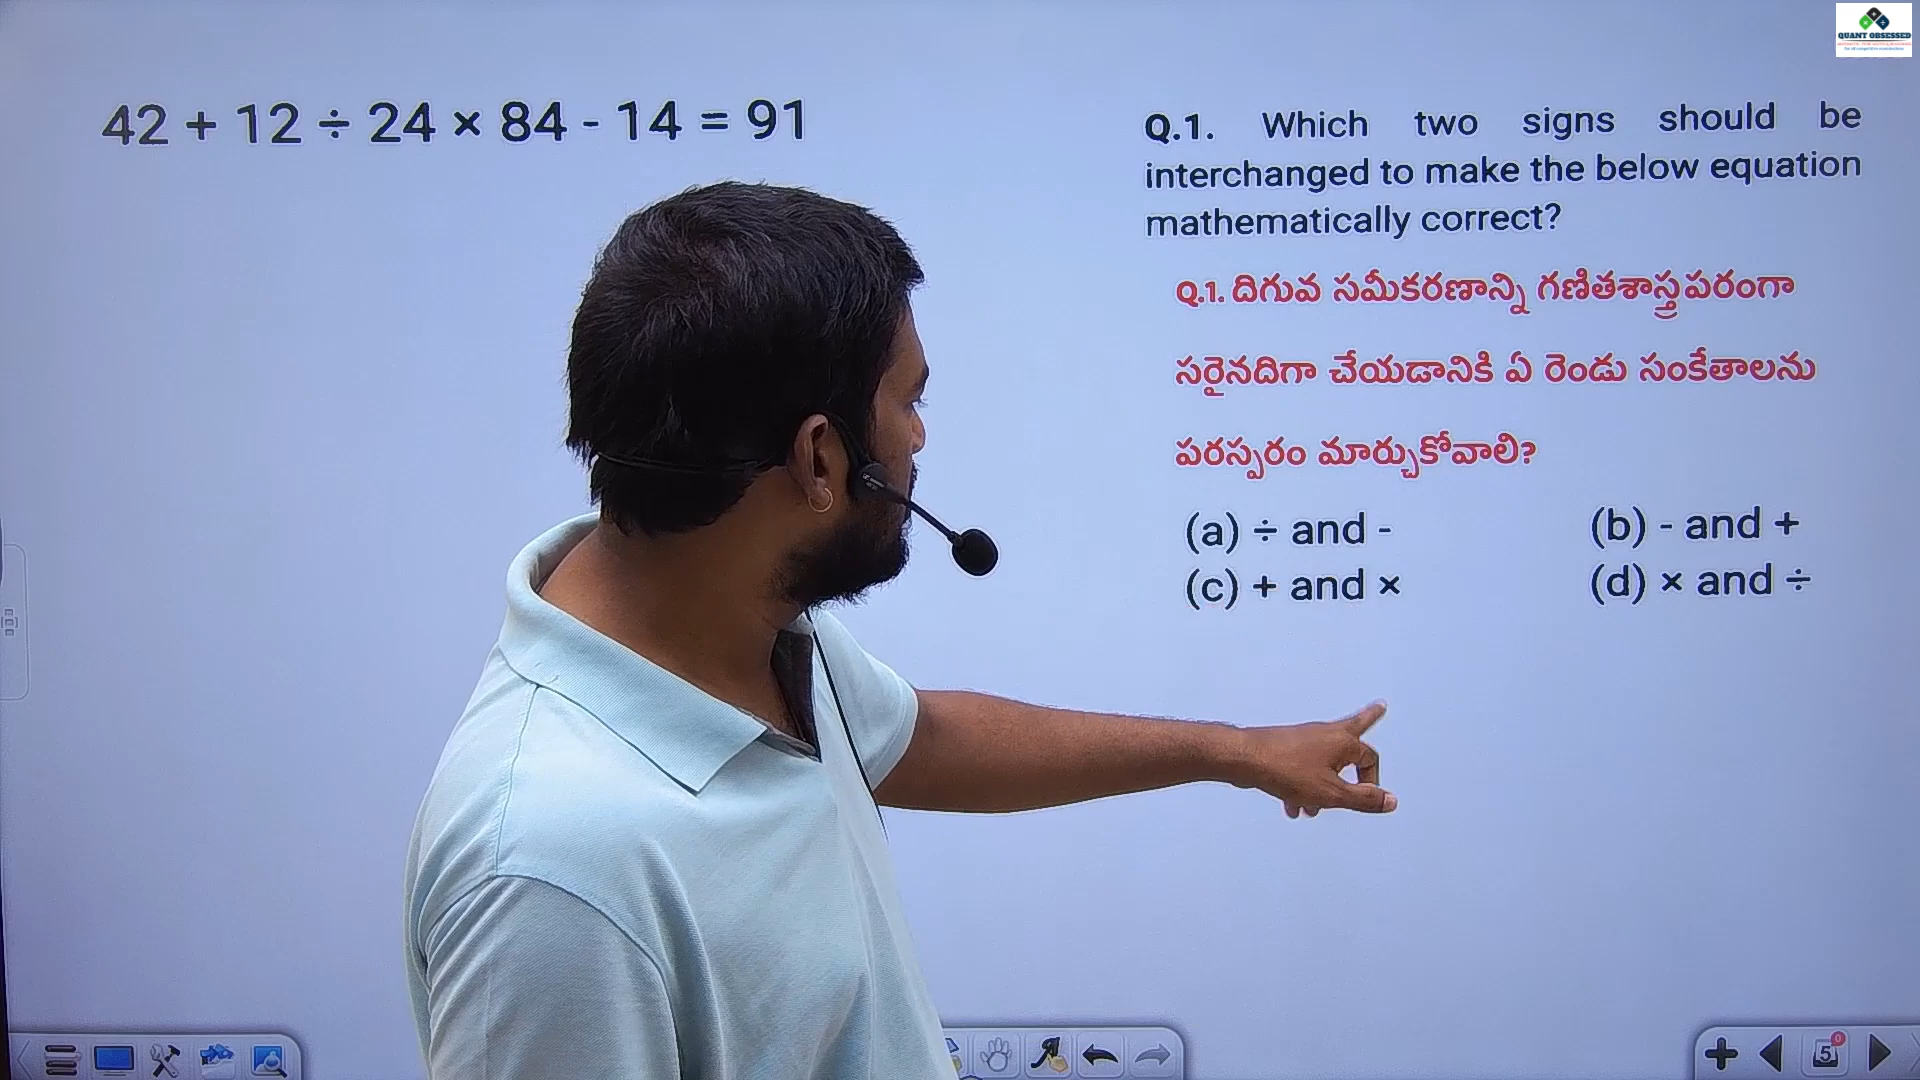 QUANT OBSESSED
42 + 12 ÷ 24 × 84 - 14 = 91
Q.1. Which two signs should be
interchanged to make the below equation
mathematically correct?
Q.1. దిగువ సమీకరణాన్ని గణితశాస్త్రపరంగా
సరైనదిగా చేయడానికి ఏ రెండు సంకేతాలను
పరస్పరం మార్చుకోవాలి?
(a) ÷ and - (b) - and +
(c) + and × (d) × and ÷
5
0